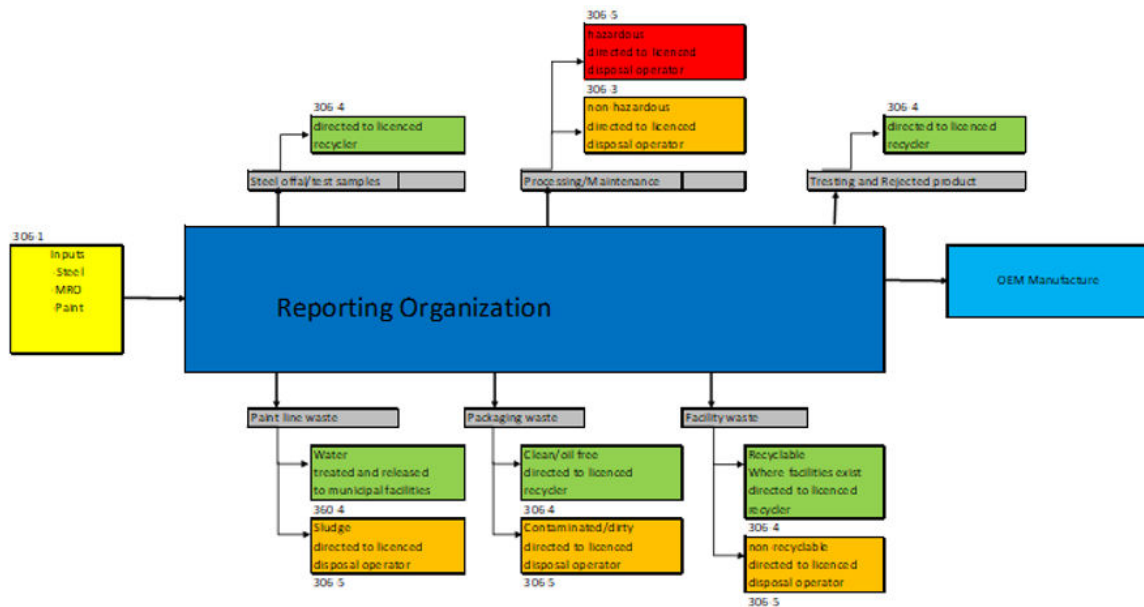 306-5
hazardous
directed to licenced
disposal operator
306-3
non-hazardous
directed to licenced
disposal operator
306-4
directed to licenced
recycler
306-4
directed to licenced
recycler
Steel offal/test samples
Processing/Maintenance
Tresting and Rejected product
306-1
Inputs
-Steel
-MRO
-Paint
Reporting Organization
OEM Manufacture
Paint line waste
Packaging waste
Facility waste
Water
treated and released
to municipal facilities
360-4
Sludge
directed to licenced
disposal operator
306-5
Clean/oil free
directed to licenced
recycler
306-4
Contaminated/dirty
directed to licenced
disposal operator
306-5
Recyclable
Where facilities exist
directed to licenced
recycler
306-4
non-recyclable
directed to licenced
disposal operator
306-5